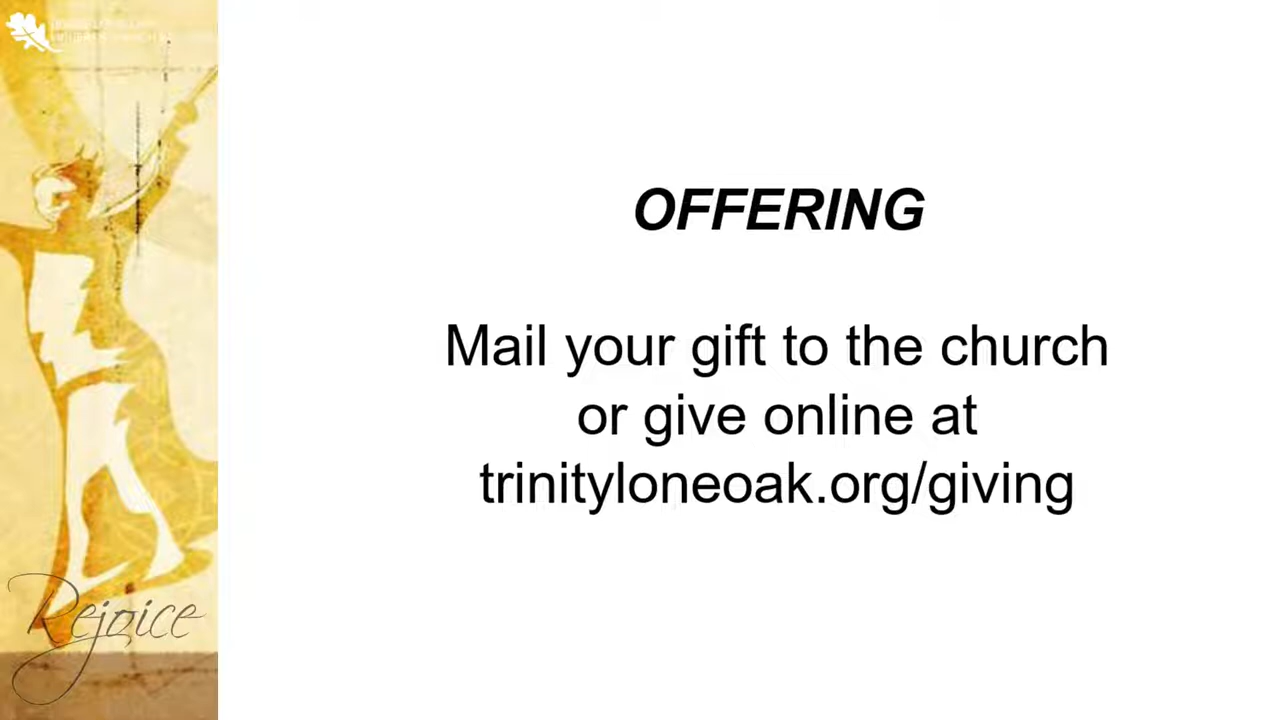 OFFERING
Mail your gift to the church
or give online at
trinityloneoak.org/giving
Rejoice